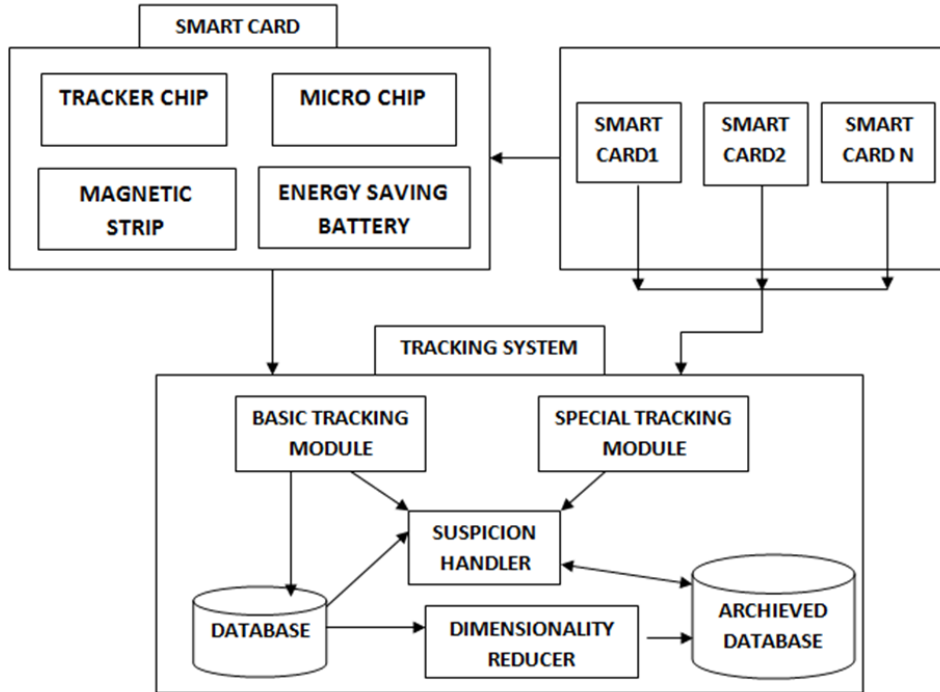 SMART CARD
TRACKER CHIP
MICRO CHIP
MAGNETIC
STRIP
ENERGY SAVING
BATTERY
SMART
CARD1
SMART
CARD2
SMART
CARD N
TRACKING SYSTEM
BASIC TRACKING
MODULE
SPECIAL TRACKING
MODULE
SUSPICION
HANDLER
DATABASE
DIMENSIONALITY
REDUCER
ARCHIEVED
DATABASE